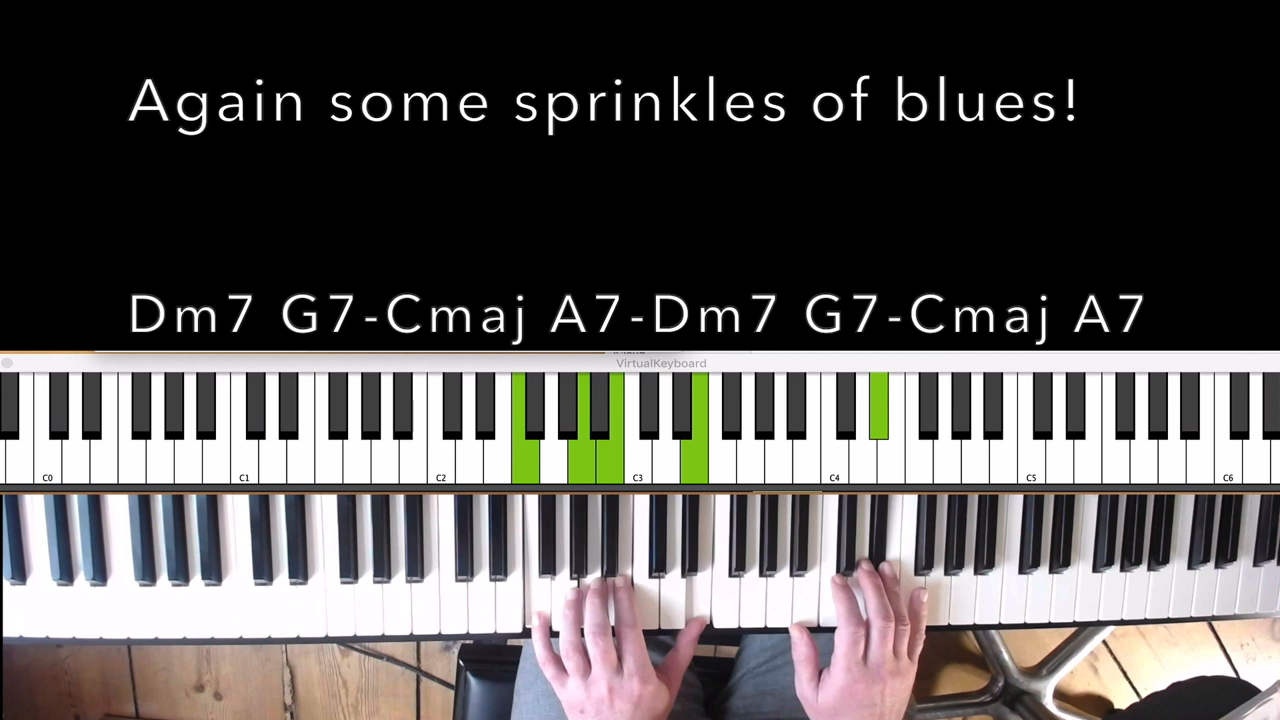 Again some sprinkles of blues!
Dm7 G7-Cmaj A7-Dm7 G7-Cmaj A7
VirtualKeyboard
C0 C1 C2 C3 C4 C5 C6